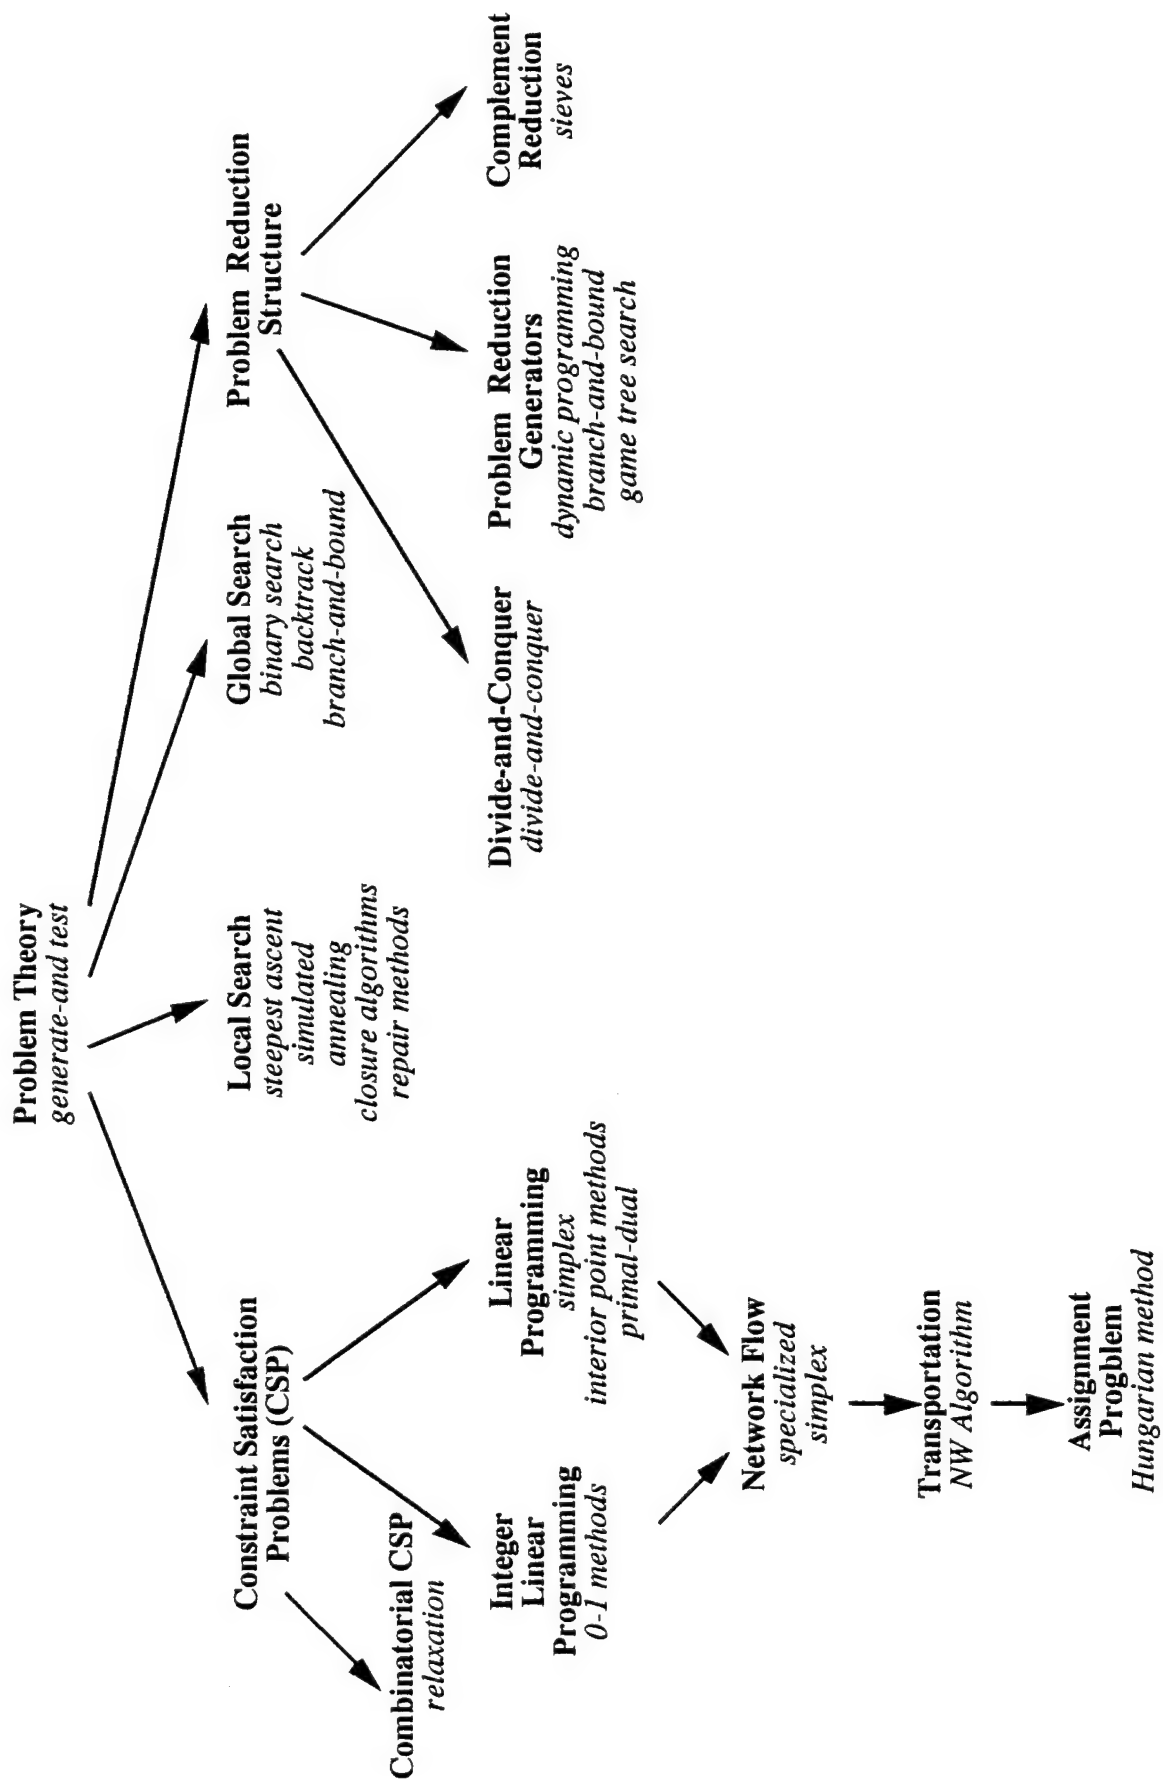 Problem Theory
generate-and test
Constraint Satisfaction
Problems (CSP)
Local Search
steepest ascent
simulated
annealing
closure algorithms
repair methods
Global Search
binary search
backtrack
branch-and-bound
Problem Reduction
Structure
Combinatorial CSP
relaxation
Integer
Linear
Programming
0-1 methods
Linear
Programming
simplex
interior point methods
primal-dual
Divide-and-Conquer
divide-and-conquer
Problem Reduction
Generators
dynamic programming
branch-and-bound
game tree search
Complement
Reduction
sieves
Network Flow
specialized
simplex
Transportation
NW Algorithm
Assignment
Progblem
Hungarian method